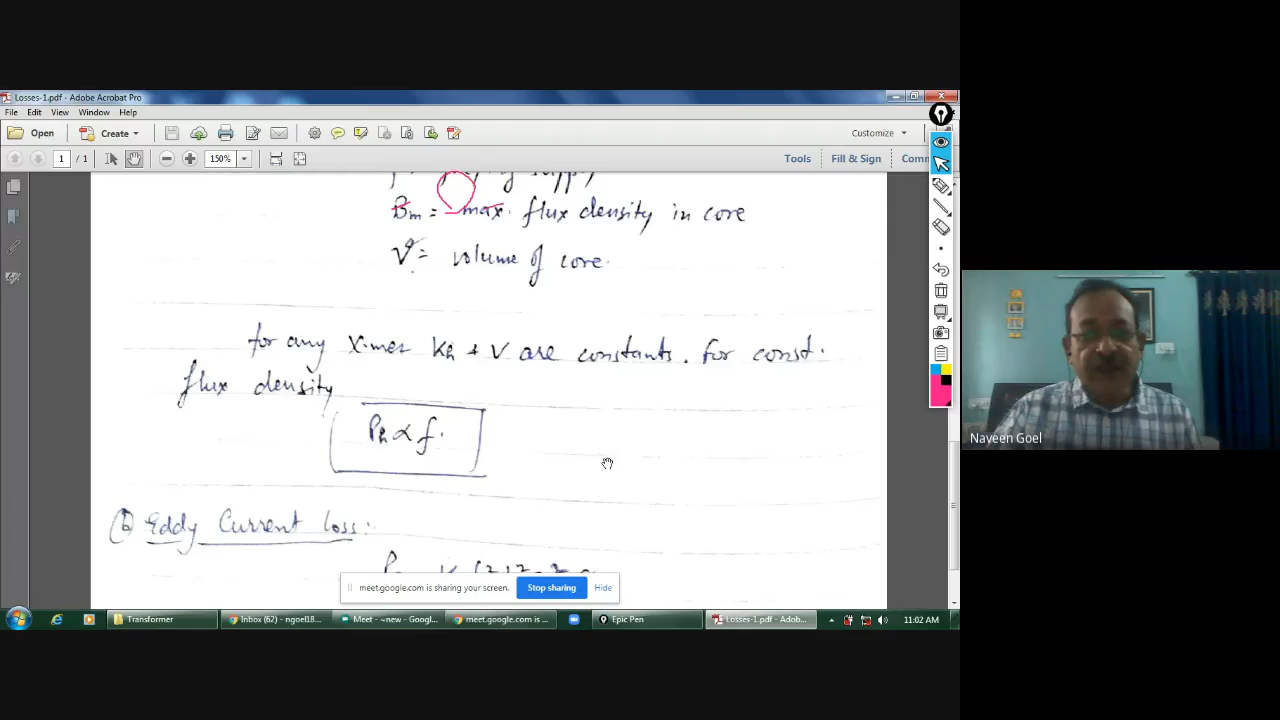 Losses-1.pdf - Adobe Acrobat Pro
File Edit View Window Help
Open Create Customize
1 / 1 150% Tools Fill & Sign Comm
Bm = max. flux density in core
V = volume of core.
for any X-mer Kh & V are constants. for const.
flux density
Ph ∝ f.
(b) Eddy Current loss:
meet.google.com is sharing your screen. Stop sharing Hide
Transformer Inbox (62) - ngoel18... Meet - ~new - Googl... meet.google.com is ... Epic Pen Losses-1.pdf - Adob... 11:02 AM
Naveen Goel